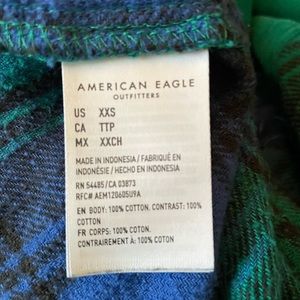 AMERICAN EAGLE
OUTFITTERS
US XXS
CA TTP
MX XXCH
MADE IN INDONESIA / FABRIQUÉ EN
INDONÉSIE / HECHO EN INDONESIA
RN 54485/CA 03873
RFC# AEM120605U9A
EN: BODY: 100% COTTON. CONTRAST: 100%
COTTON.
FR: CORPS: 100% COTON.
CONTRAIREMENT À: 100% COTON